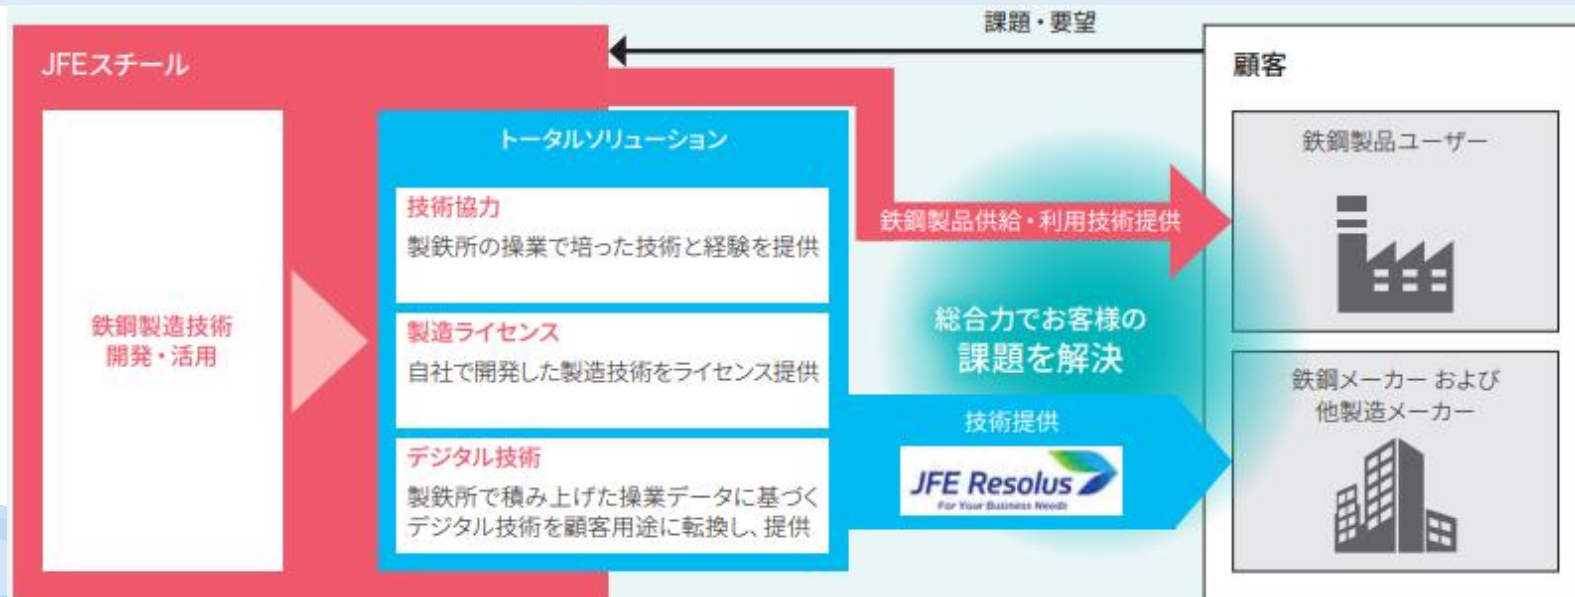 課題・要望
JFEスチール
顧客
鉄鋼製造技術
開発・活用
トータルソリューション
技術協力
製鉄所の操業で培った技術と経験を提供
製造ライセンス
自社で開発した製造技術をライセンス提供
デジタル技術
製鉄所で積み上げた操業データに基づく
デジタル技術を顧客用途に転換し、提供
鉄鋼製品供給・利用技術提供
総合力でお客様の
課題を解決
技術提供
JFE Resolus
For Your Business Needs
鉄鋼製品ユーザー
鉄鋼メーカー および
他製造メーカー